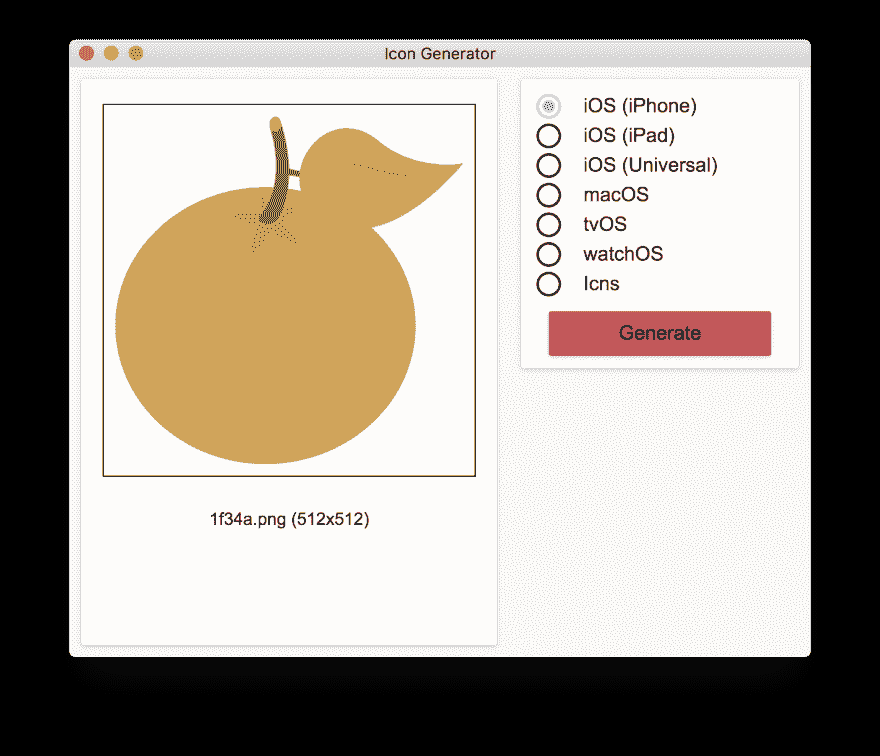 Icon Generator
iOS (iPhone)
iOS (iPad)
iOS (Universal)
macOS
tvOS
watchOS
Icns
Generate
1f34a.png (512x512)